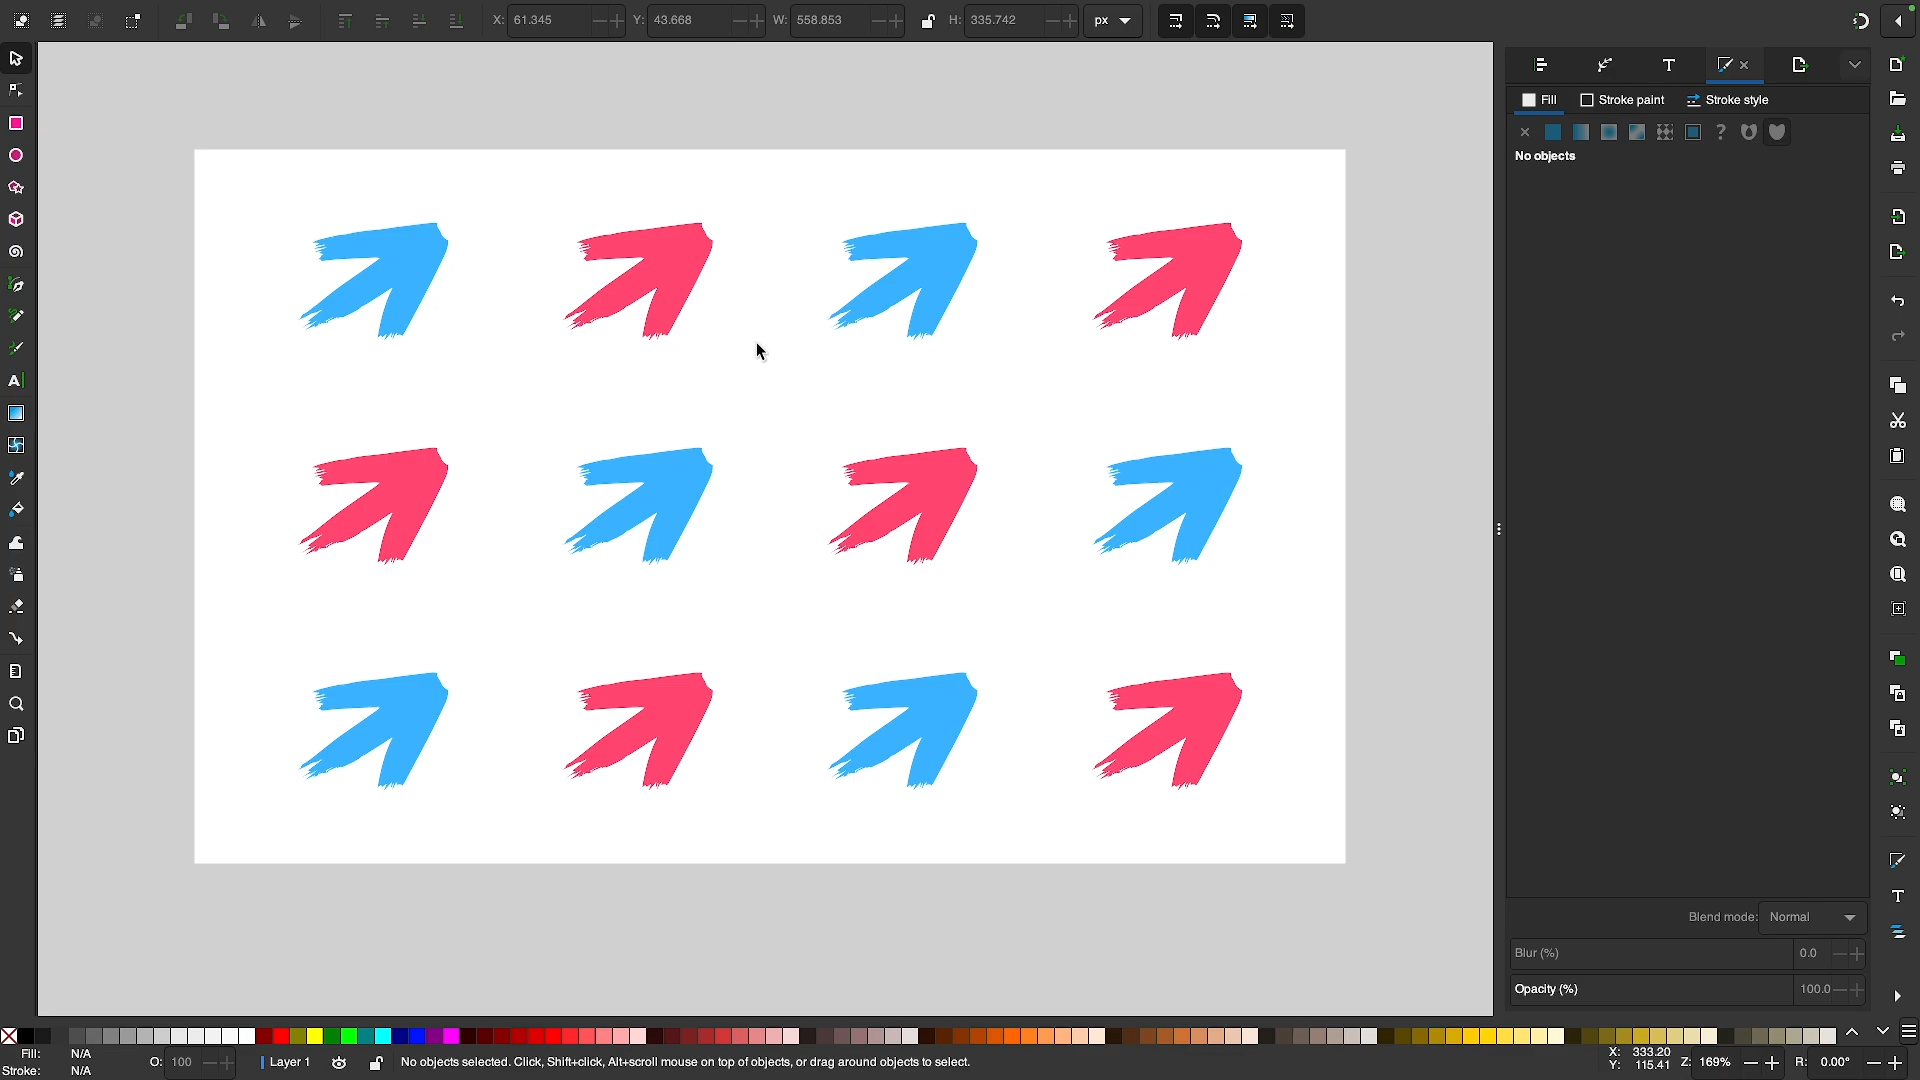 X: 61.345 Y: 43.668 W: 558.853 H: 335.742 px
Fill Stroke paint Stroke style
No objects
Blend mode: Normal
Blur (%) 0.0
Opacity (%) 100.0
Fill: N/A
Stroke: N/A
O: 100 Layer 1 No objects selected. Click, Shift+click, Alt+scroll mouse on top of objects, or drag around objects to select.
X: 333.20
Y: 115.41
Z: 169% R: 0.00°